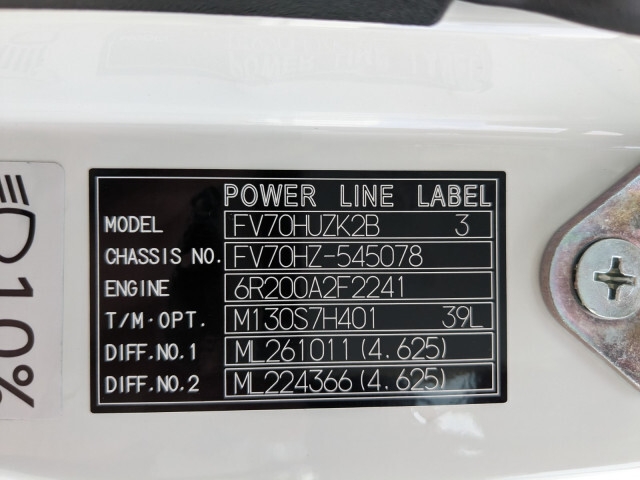 POWER LINE LABEL
MODEL FV70HUZK2B 3
CHASSIS NO. FV70HZ-545078
ENGINE 6R200A2F2241
T/M·OPT. M130S7H401 39L
DIFF.NO.1 ML261011(4.625)
DIFF.NO.2 ML224366(4.625)
10%